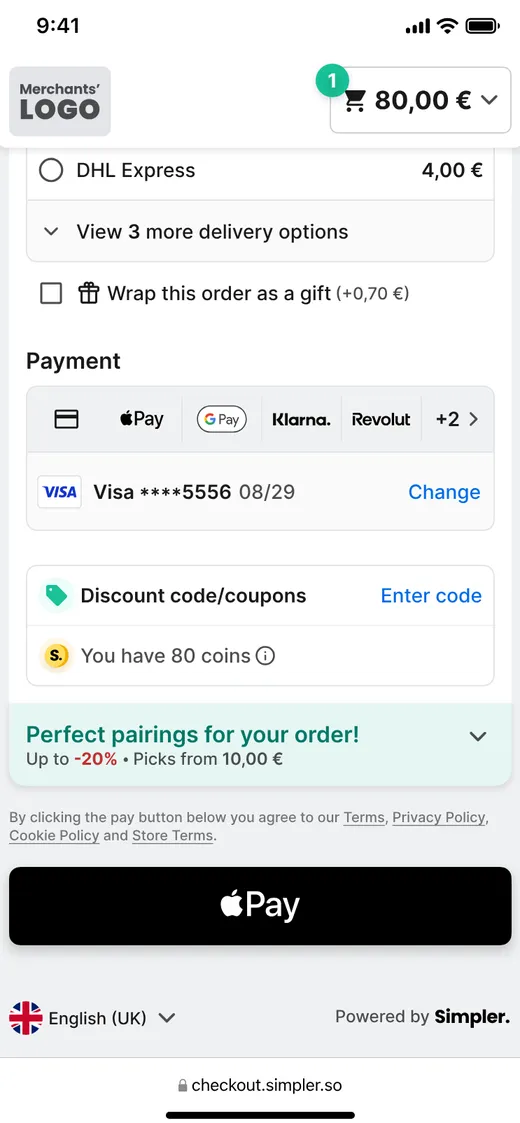 9:41
Merchants'
LOGO
1
80,00 €
DHL Express 4,00 €
View 3 more delivery options
Wrap this order as a gift (+0,70 €)
Payment
Pay G Pay Klarna. Revolut +2
VISA Visa ****5556 08/29 Change
Discount code/coupons Enter code
S. You have 80 coins
Perfect pairings for your order!
Up to -20% • Picks from 10,00 €
By clicking the pay button below you agree to our Terms, Privacy Policy,
Cookie Policy and Store Terms.
Pay
English (UK) Powered by Simpler.
checkout.simpler.so